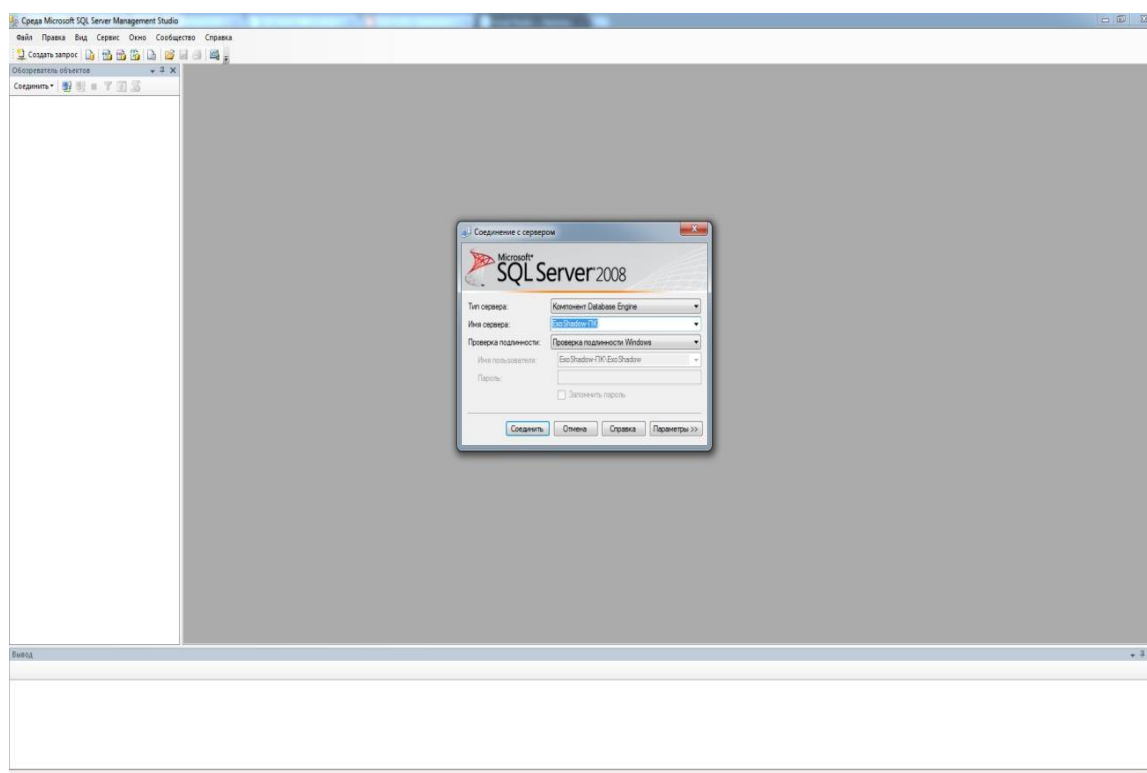 Среда Microsoft SQL Server Management Studio
Файл Правка Вид Сервис Окно Сообщество Справка
Создать запрос
Обозреватель объектов
Соединить
Соединение с сервером
Microsoft
SQL Server 2008
Тип сервера: Компонент Database Engine
Имя сервера: ExoShadow-ПК
Проверка подлинности: Проверка подлинности Windows
Имя пользователя: ExoShadow-ПК\ExoShadow
Пароль:
Запомнить пароль
Соединить Отмена Справка Параметры >>
Вывод